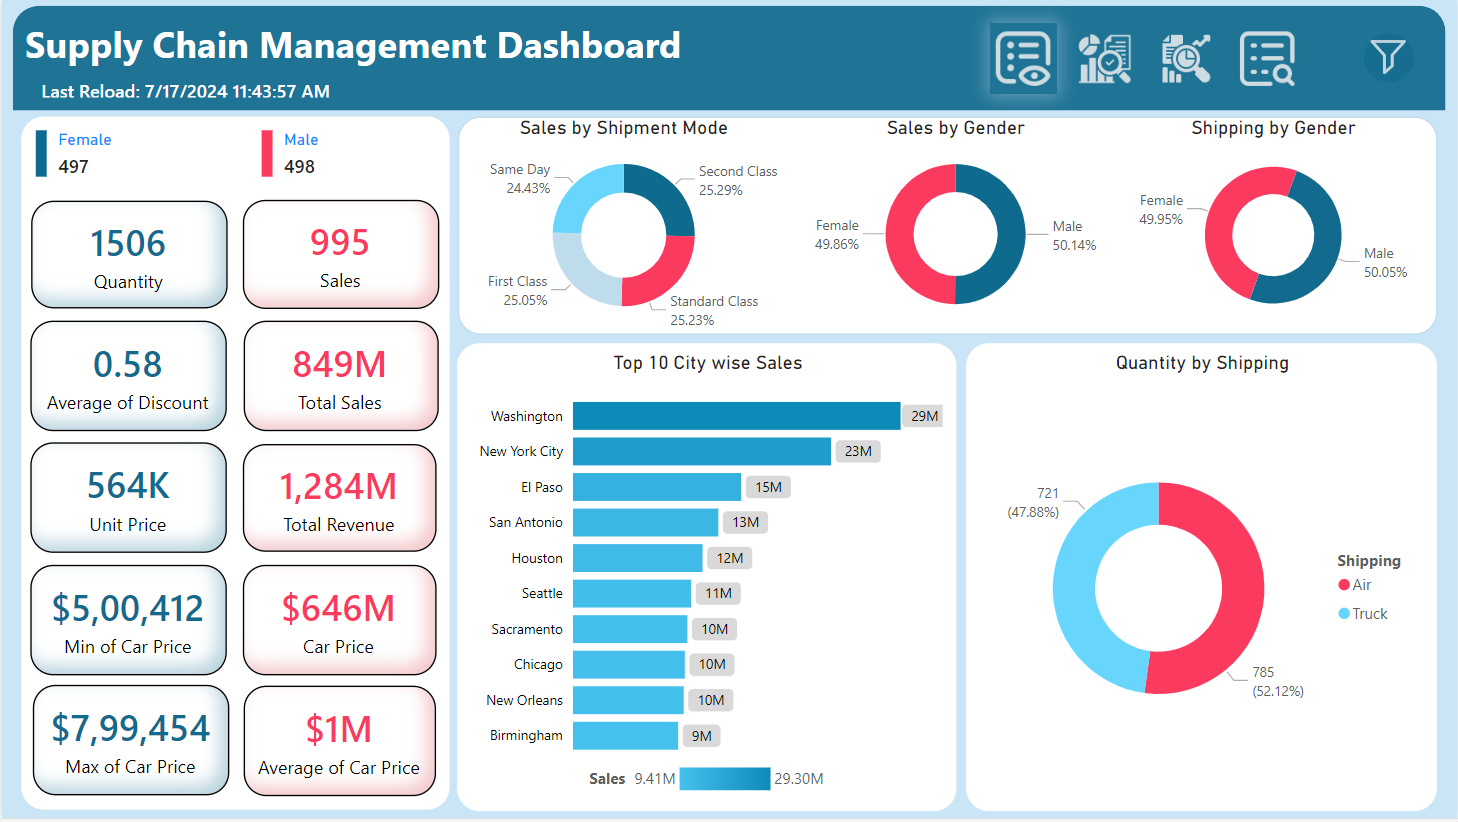 Supply Chain Management Dashboard
Last Reload: 7/17/2024 11:43:57 AM
Female
497
Male
498
1506
Quantity
995
Sales
0.58
Average of Discount
849M
Total Sales
564K
Unit Price
1,284M
Total Revenue
$5,00,412
Min of Car Price
$646M
Car Price
$7,99,454
Max of Car Price
$1M
Average of Car Price
Sales by Shipment Mode
Same Day
24.43%
Second Class
25.29%
First Class
25.05%
Standard Class
25.23%
Sales by Gender
Female
49.86%
Male
50.14%
Shipping by Gender
Female
49.95%
Male
50.05%
Top 10 City wise Sales
Washington 29M
New York City 23M
El Paso 15M
San Antonio 13M
Houston 12M
Seattle 11M
Sacramento 10M
Chicago 10M
New Orleans 10M
Birmingham 9M
Sales 9.41M 29.30M
Quantity by Shipping
721
(47.88%)
785
(52.12%)
Shipping
Air
Truck